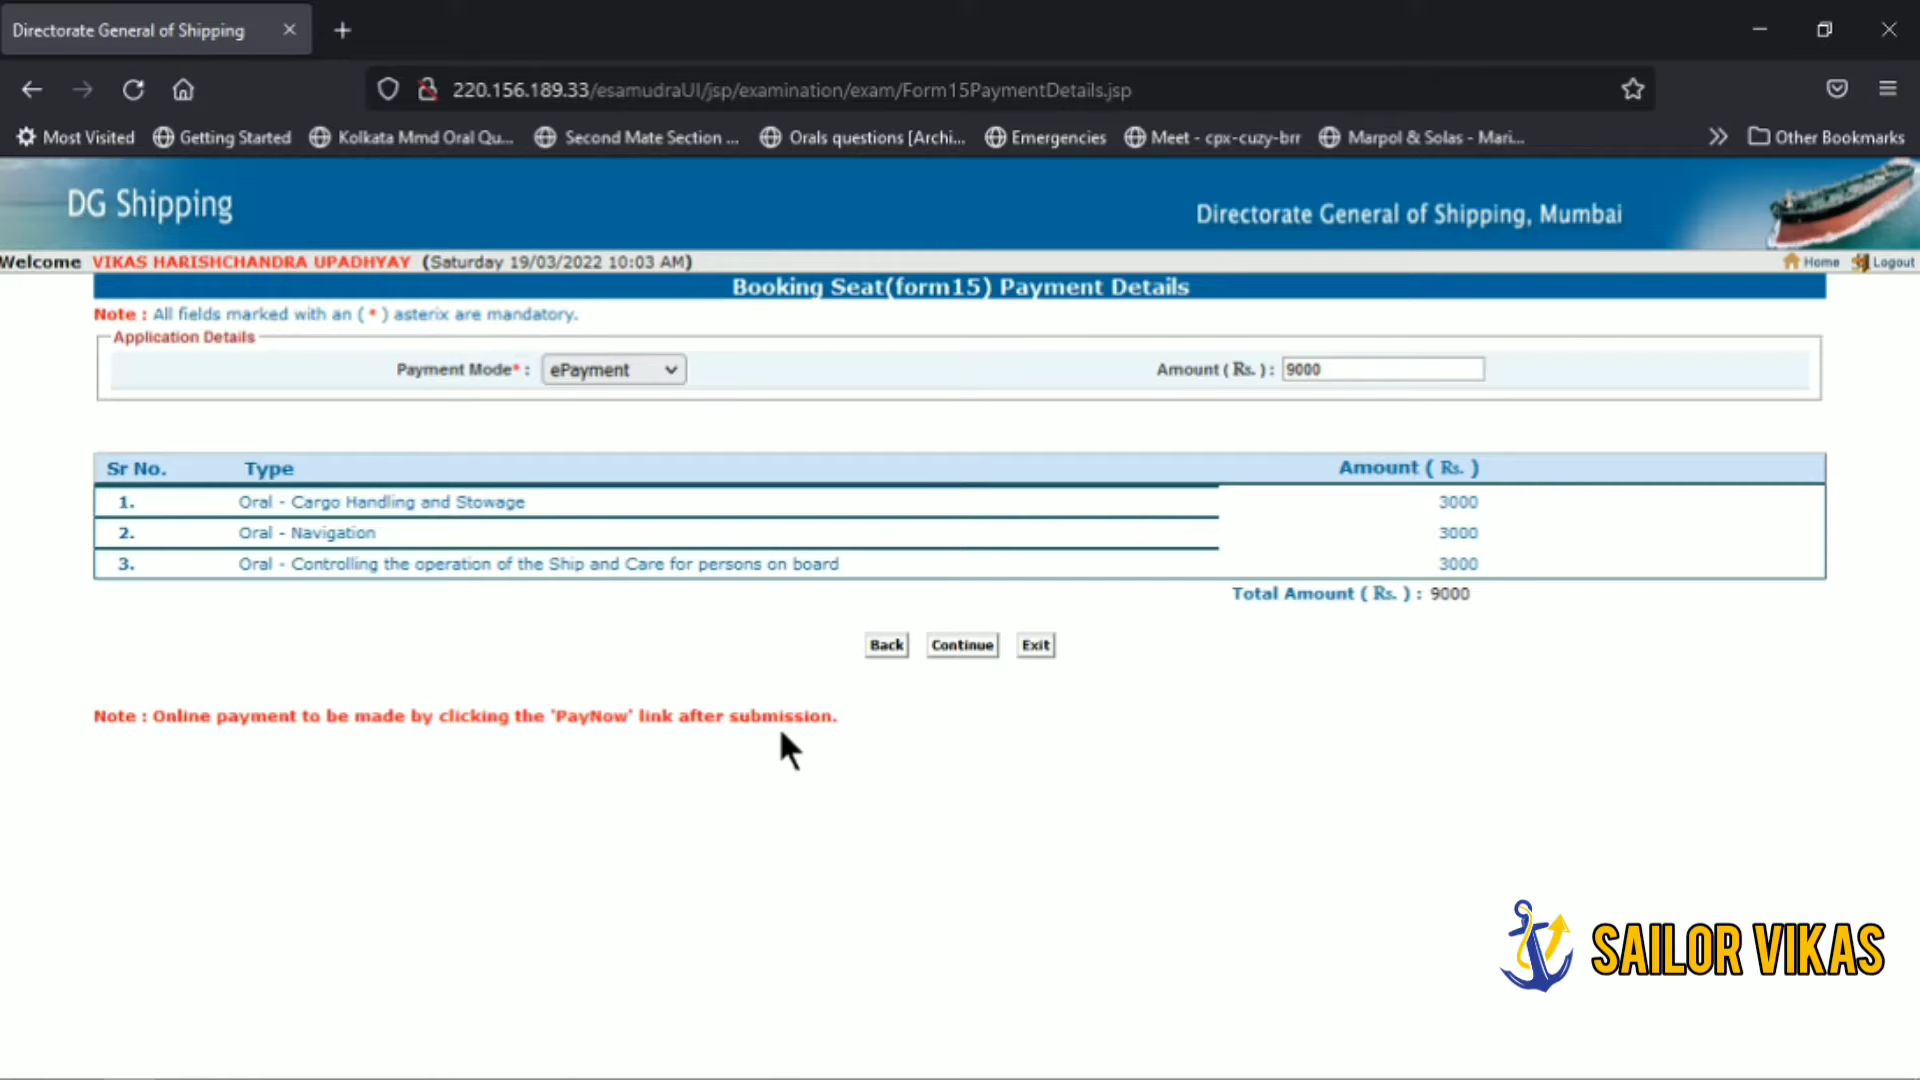 Directorate General of Shipping
220.156.189.33/esamudraUI/jsp/examination/exam/Form15PaymentDetails.jsp
Most Visited Getting Started Kolkata Mmd Oral Qu... Second Mate Section ... Orals questions [Archi... Emergencies Meet - cpx-cuzy-brr Marpol & Solas - Mari... Other Bookmarks
DG Shipping
Directorate General of Shipping, Mumbai
Welcome VIKAS HARISHCHANDRA UPADHYAY (Saturday 19/03/2022 10:03 AM) Home Logout
Booking Seat(form15) Payment Details
Note : All fields marked with an ( * ) asterix are mandatory.
Application Details
Payment Mode* : ePayment Amount ( Rs. ) : 9000
Sr No. Type Amount ( Rs. )
1. Oral - Cargo Handling and Stowage 3000
2. Oral - Navigation 3000
3. Oral - Controlling the operation of the Ship and Care for persons on board 3000
Total Amount ( Rs. ) : 9000
Back Continue Exit
Note : Online payment to be made by clicking the 'PayNow' link after submission.
SAILOR VIKAS